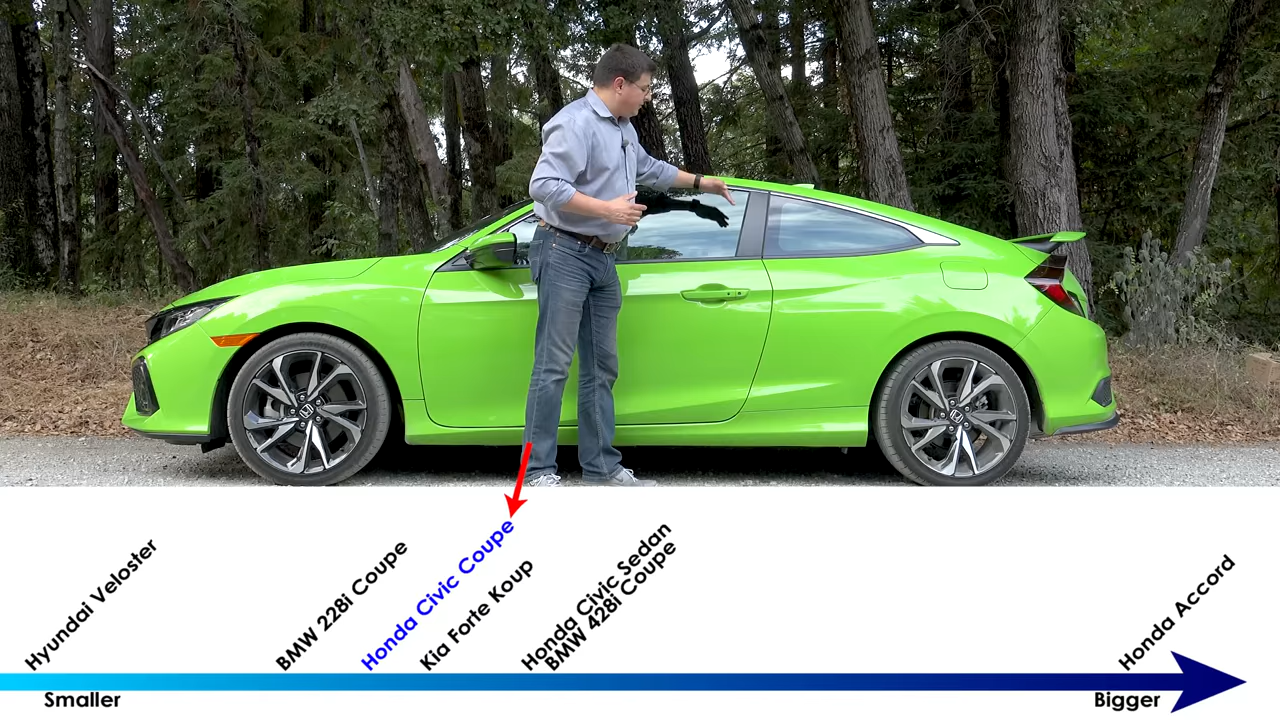 Hyundai Veloster
BMW 228i Coupe
Honda Civic Coupe
Kia Forte Koup
Honda Civic Sedan
BMW 428i Coupe
Honda Accord
Smaller
Bigger